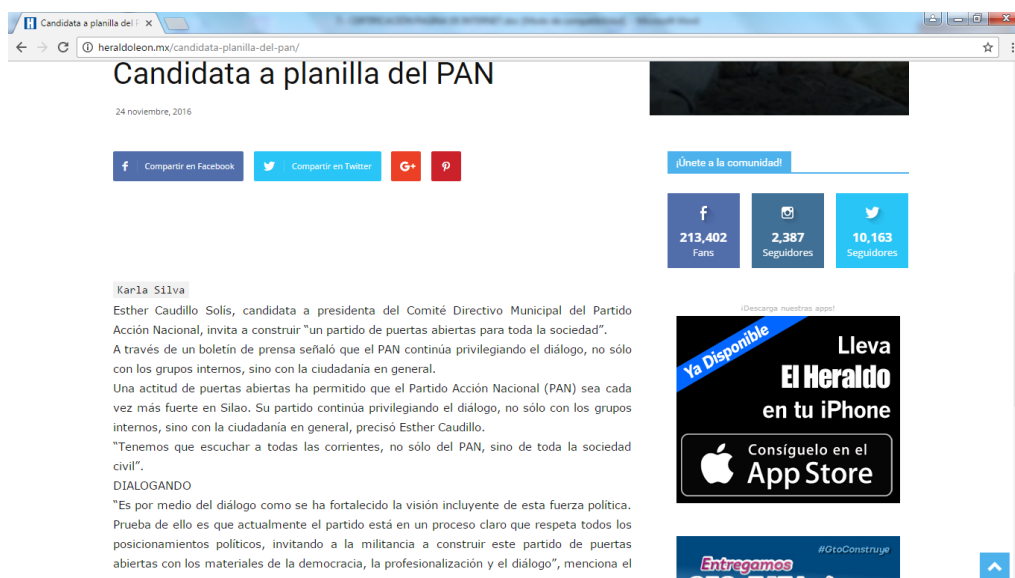 Candidata a planilla del F
heraldoleon.mx/candidata-planilla-del-pan/
Candidata a planilla del PAN
24 noviembre, 2016
Compartir en Facebook
Compartir en Twitter
G+
Karla Silva
Esther Caudillo Solís, candidata a presidenta del Comité Directivo Municipal del Partido
Acción Nacional, invita a construir “un partido de puertas abiertas para toda la sociedad”.
A través de un boletín de prensa señaló que el PAN continúa privilegiando el diálogo, no sólo
con los grupos internos, sino con la ciudadanía en general.
Una actitud de puertas abiertas ha permitido que el Partido Acción Nacional (PAN) sea cada
vez más fuerte en Silao. Su partido continúa privilegiando el diálogo, no sólo con los grupos
internos, sino con la ciudadanía en general, precisó Esther Caudillo.
“Tenemos que escuchar a todas las corrientes, no sólo del PAN, sino de toda la sociedad
civil”.
DIALOGANDO
“Es por medio del diálogo como se ha fortalecido la visión incluyente de esta fuerza política.
Prueba de ello es que actualmente el partido está en un proceso claro que respeta todos los
posicionamientos políticos, invitando a la militancia a construir este partido de puertas
abiertas con los materiales de la democracia, la profesionalización y el diálogo”, menciona el
¡Únete a la comunidad!
213,402
Fans
2,387
Seguidores
10,163
Seguidores
¡Descarga nuestras apps!
Ya Disponible
Lleva
El Heraldo
en tu iPhone
Consíguelo en el
App Store
#GtoConstruye
Entregamos